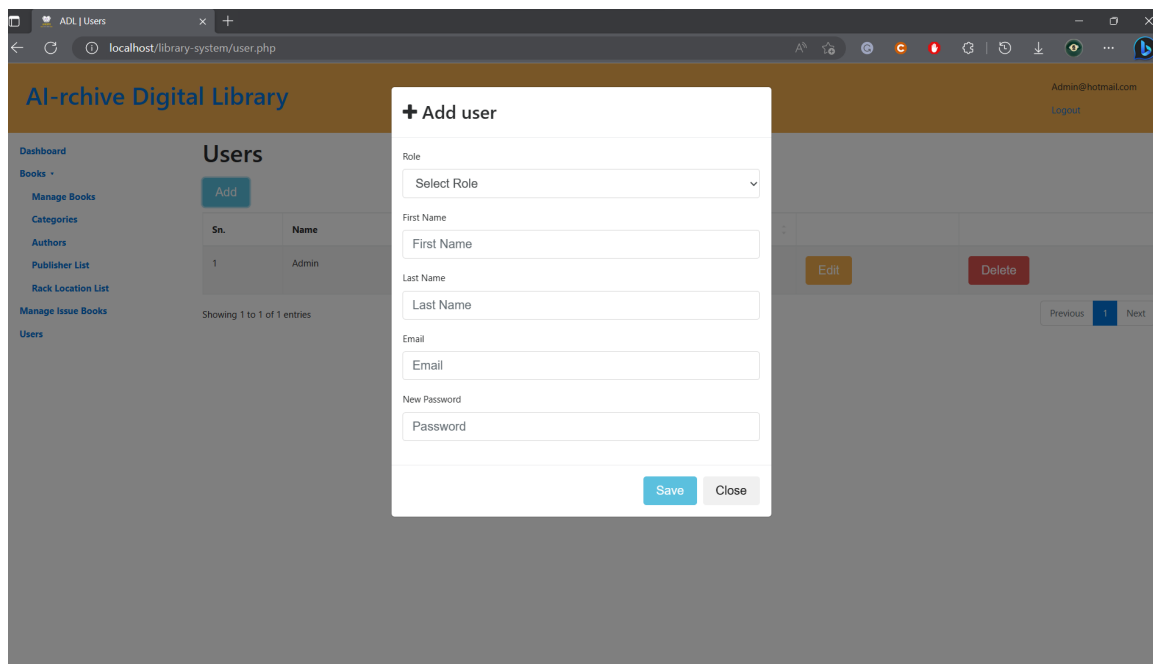 ADL | Users
localhost/library-system/user.php
AI-rchive Digital Library
Admin@hotmail.com
Logout
Dashboard
Books
Manage Books
Categories
Authors
Publisher List
Rack Location List
Manage Issue Books
Users
Users
Add
Sn. Name
1 Admin Edit Delete
Showing 1 to 1 of 1 entries
Previous 1 Next
Add user
Role
Select Role
First Name
First Name
Last Name
Last Name
Email
Email
New Password
Password
Save Close